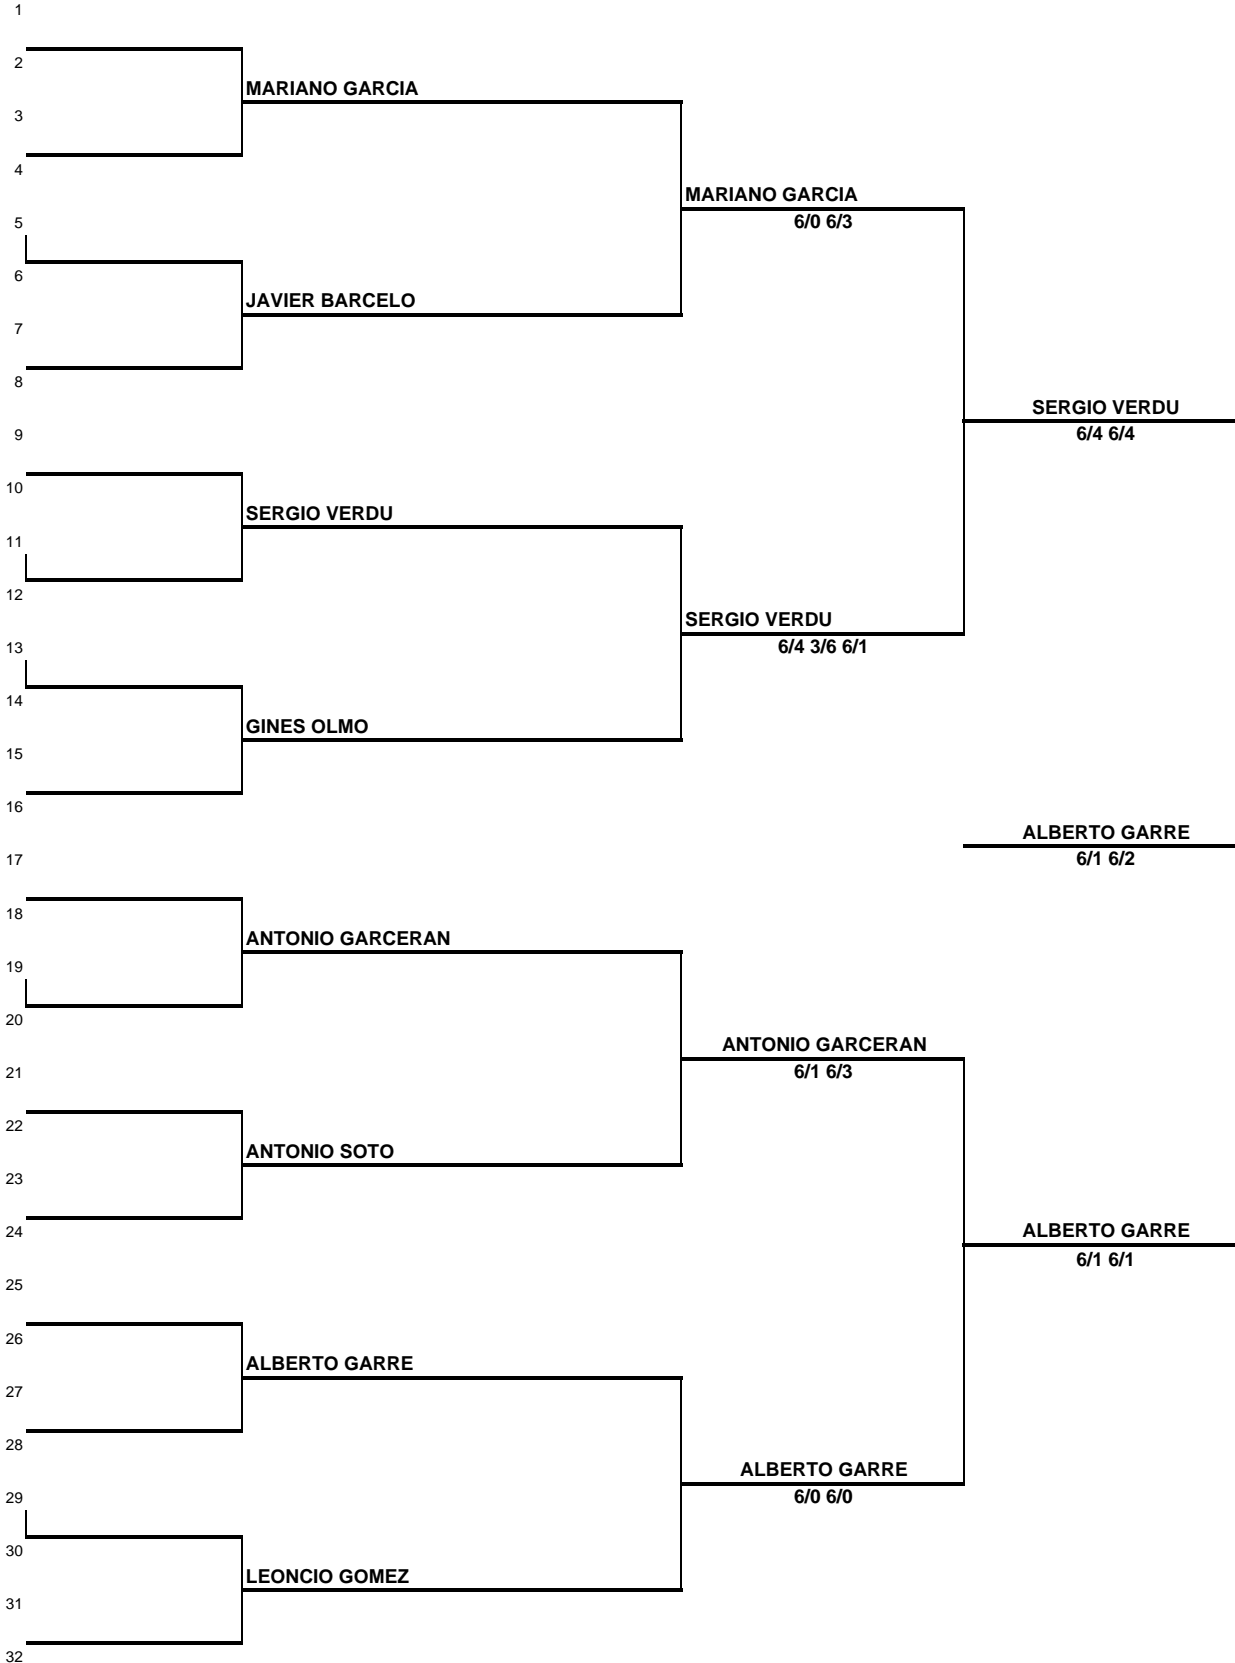 1
2
MARIANO GARCIA
3
4
MARIANO GARCIA
5
6/0 6/3
6
JAVIER BARCELO
7
8
SERGIO VERDU
9
6/4 6/4
10
SERGIO VERDU
11
12
SERGIO VERDU
13
6/4 3/6 6/1
14
GINES OLMO
15
16
ALBERTO GARRE
17
6/1 6/2
18
ANTONIO GARCERAN
19
20
ANTONIO GARCERAN
21
6/1 6/3
22
ANTONIO SOTO
23
24
ALBERTO GARRE
6/1 6/1
25
26
ALBERTO GARRE
27
28
ALBERTO GARRE
29
6/0 6/0
30
LEONCIO GOMEZ
31
32